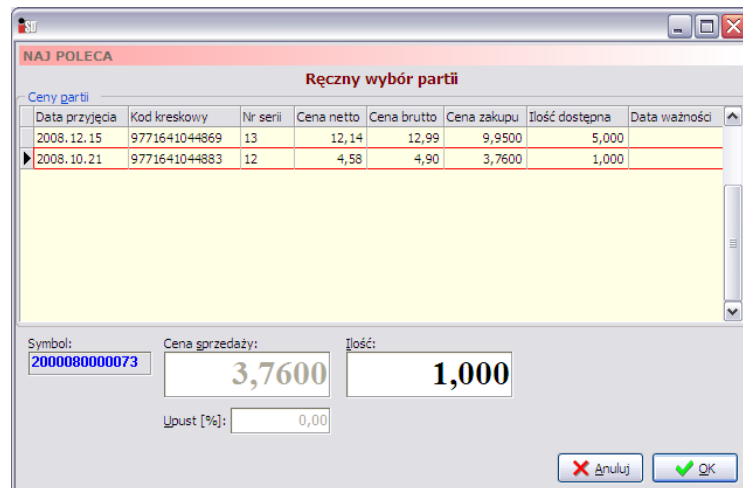 iSU
NAJ POLECA
Ręczny wybór partii
Ceny partii
Data przyjęcia Kod kreskowy Nr serii Cena netto Cena brutto Cena zakupu Ilość dostępna Data ważności
2008.12.15 9771641044869 13 12,14 12,99 9,9500 5,000
2008.10.21 9771641044883 12 4,58 4,90 3,7600 1,000
Symbol: Cena sprzedaży: Ilość:
2000080000073 3,7600 1,000
Upust [%]: 0,00
Anuluj OK